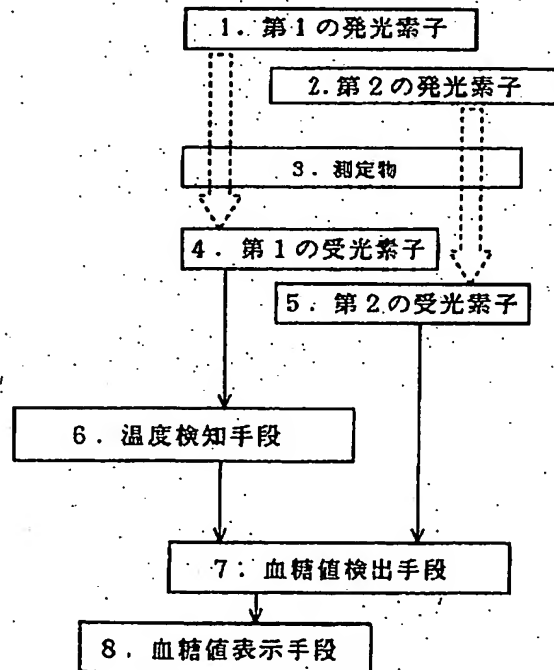 1. 第1の発光素子
2. 第2の発光素子
3. 測定物
4. 第1の受光素子
5. 第2の受光素子
6. 温度検知手段
7. 血糖値検出手段
8. 血糖値表示手段